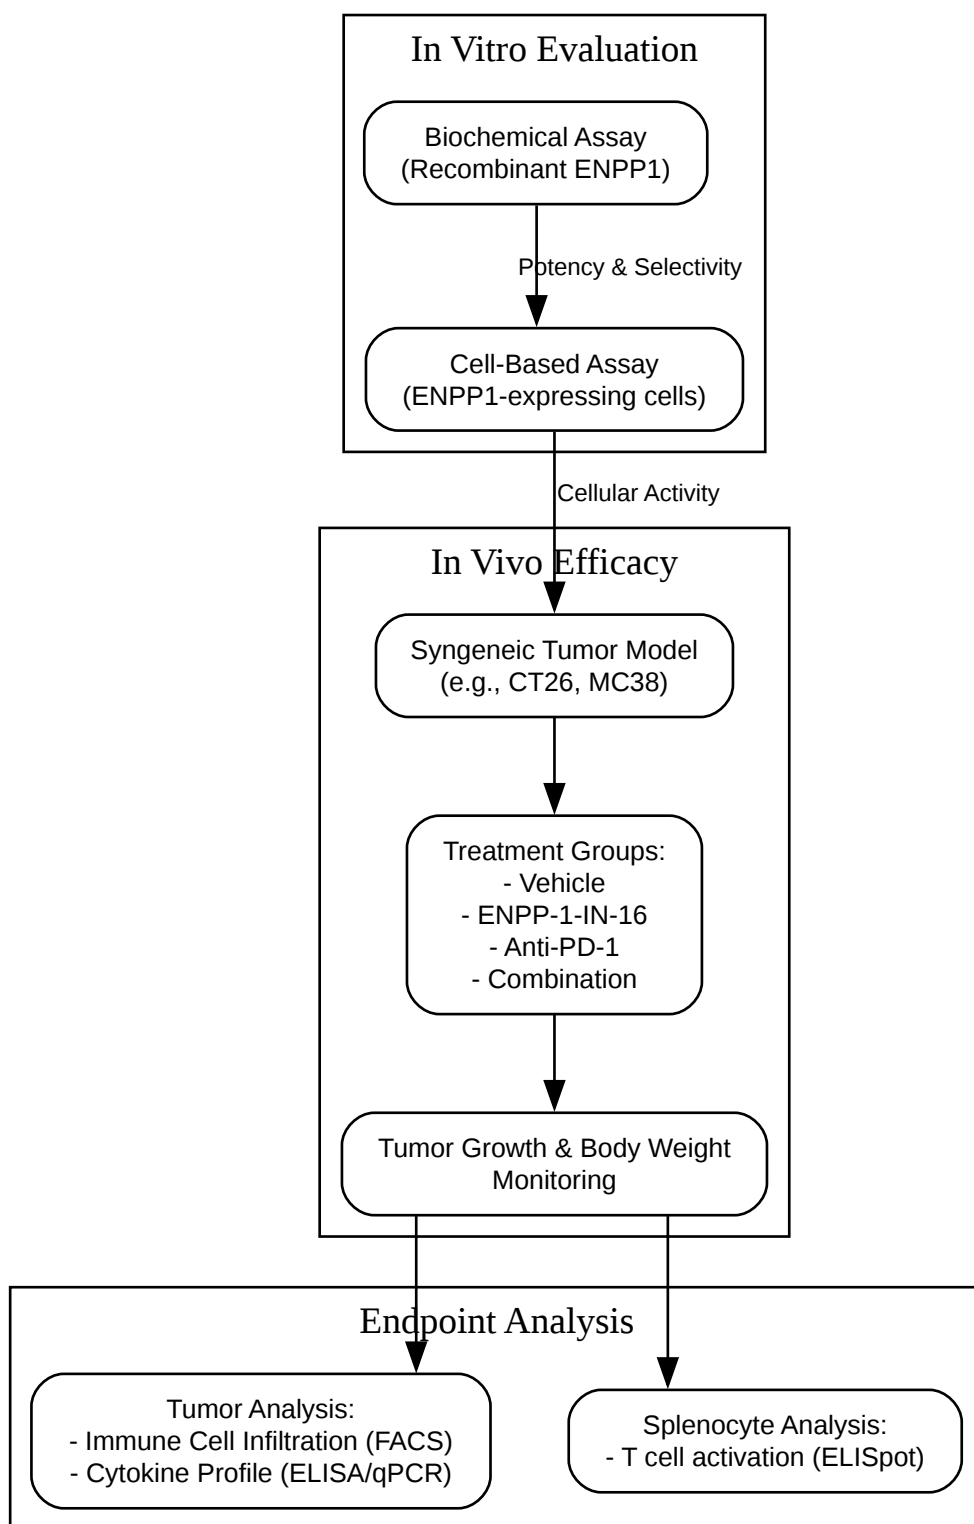 In Vitro Evaluation
Biochemical Assay
(Recombinant ENPP1)
Potency & Selectivity
Cell-Based Assay
(ENPP1-expressing cells)
Cellular Activity
In Vivo Efficacy
Syngeneic Tumor Model
(e.g., CT26, MC38)
Treatment Groups:
- Vehicle
- ENPP-1-IN-16
- Anti-PD-1
- Combination
Tumor Growth & Body Weight
Monitoring
Endpoint Analysis
Tumor Analysis:
- Immune Cell Infiltration (FACS)
- Cytokine Profile (ELISA/qPCR)
Splenocyte Analysis:
- T cell activation (ELISpot)